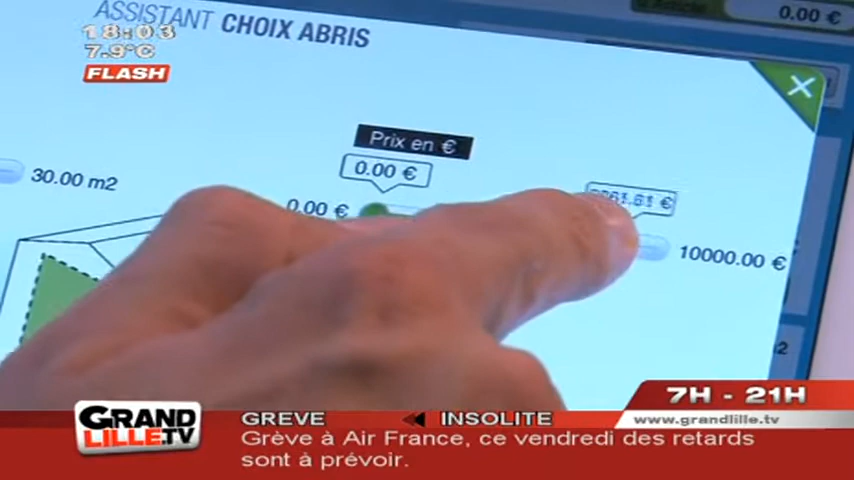 ASSISTANT CHOIX ABRIS
0.00 €
18:03
7.9°C
FLASH
Prix en €
0.00 €
30.00 m2
0.00 €
10000.00 €
7H - 21H
www.grandlille.tv
GRAND
LILLE.TV
GREVE INSOLITE
Grêve à Air France, ce vendredi des retards
sont à prévoir.